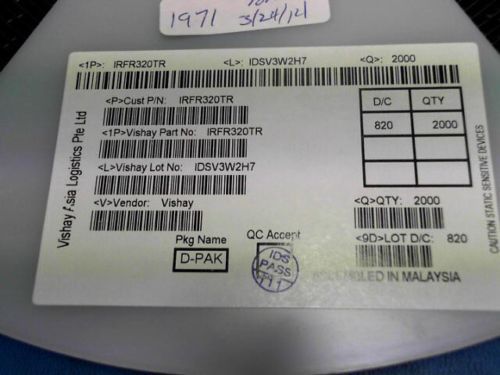 1971 3/24/14
<1P>: IRFR320TR <L>: IDSV3W2H7 <Q>: 2000
<P>Cust P/N: IRFR320TR
<1P>Vishay Part No: IRFR320TR
<L>Vishay Lot No: IDSV3W2H7
<V>Vendor: Vishay
Pkg Name
D-PAK
QC Accept
IDS
PASS
D/C QTY
820 2000
<Q>QTY: 2000
<9D>LOT D/C: 820
ASSEMBLED IN MALAYSIA
Vishay Asia Logistics Pte Ltd
CAUTION STATIC SENSITIVE DEVICES